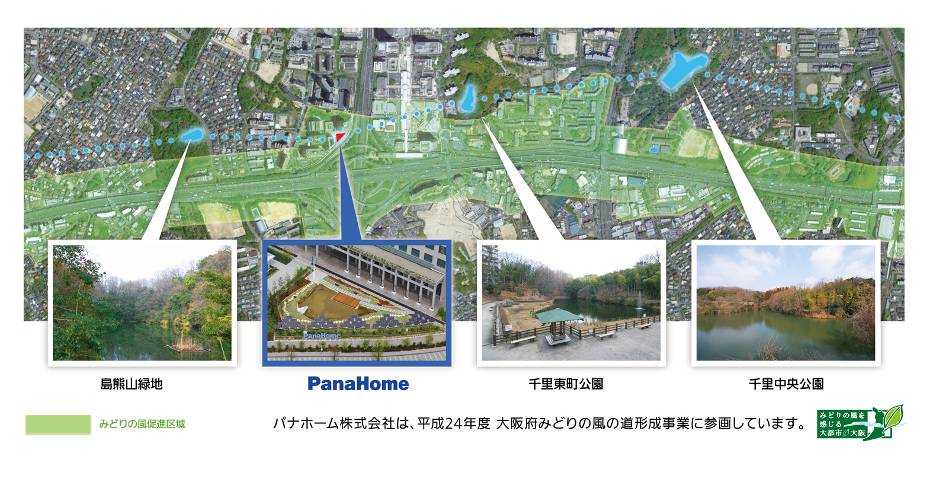 PanaHome
島熊山緑地
PanaHome
千里東町公園
千里中央公園
みどりの風促進区域
パナホーム株式会社は、平成24年度 大阪府みどりの風の道形成事業に参画しています。
みどりの風を
感じる
大都市 大阪